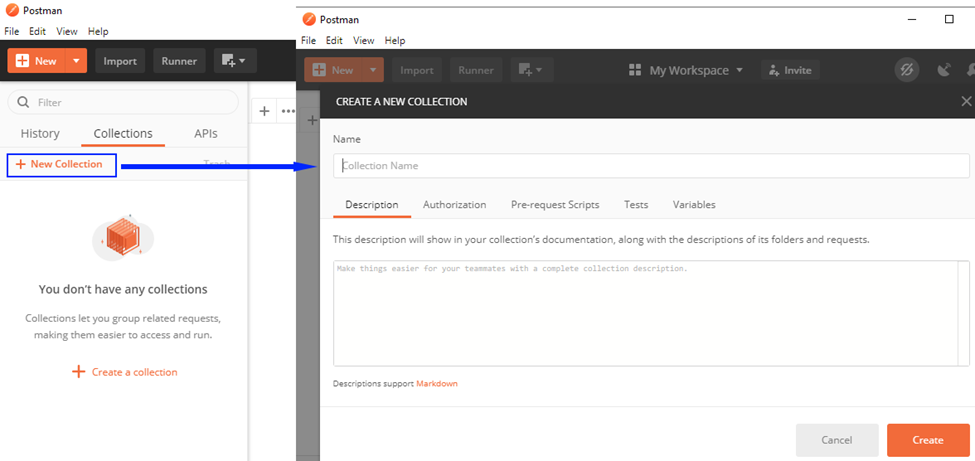 Postman
File Edit View Help
New Import Runner
Filter
History Collections APIs
New Collection Trash
You don't have any collections
Collections let you group related requests,
making them easier to access and run.
Create a collection
Postman
File Edit View Help
New Import Runner My Workspace Invite
CREATE A NEW COLLECTION
Name
Collection Name
Description Authorization Pre-request Scripts Tests Variables
This description will show in your collection's documentation, along with the descriptions of its folders and requests.
Make things easier for your teammates with a complete collection description.
Descriptions support Markdown
Cancel Create